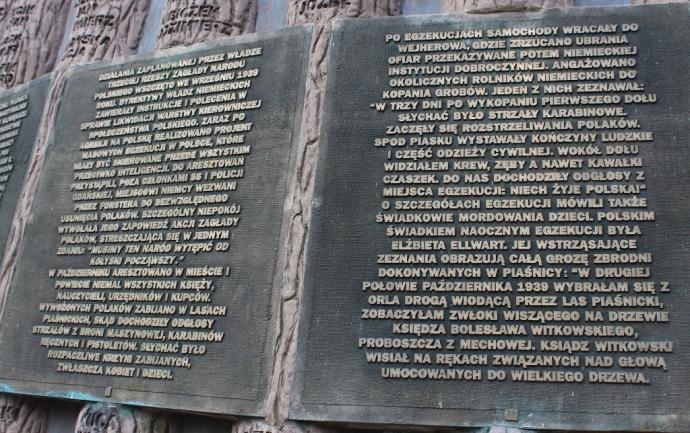 DZIAŁANIA ZAPLANOWANEJ PRZEZ WŁADZE
TRZECIEJ RZESZY ZAGŁADY NARODU
POLSKIEGO WSZCZĘTO WE WRZEŚNIU 1939
ROKU. DYREKTYWY WŁADZ NIEMIECKICH
ZAWIERAŁY INSTRUKCJE I POLECENIA W
SPRAWIE LIKWIDACJI WARSTWY KIEROWNICZEJ
SPOŁECZEŃSTWA POLSKIEGO. ZARAZ PO
AGRESJI NA POLSKĘ REALIZOWANO PROJEKT
MASOWYCH EGZEKUCJI W POLSCE, KTÓRE
MIAŁY BYĆ SKIEROWANE PRZEDE WSZYSTKIM
PRZECIWKO INTELIGENCJI. DO ARESZTOWAŃ
PRZYSTĄPILI, POZA CZŁONKAMI SS I POLICJI
GDAŃSKIEJ, MIEJSCOWI NIEMCY WEZWANI
PRZEZ FORSTERA DO BEZWZGLĘDNEGO
USUNIĘCIA POLAKÓW. SZCZEGÓLNY NIEPOKÓJ
WYWOŁAŁA JEGO ZAPOWIEDŹ AKCJI ZAGŁADY
POLAKÓW, STRESZCZAJĄCA SIĘ W JEDNYM
ZDANIU: "MUSIMY TEN NARÓD WYTĘPIĆ OD
KOŁYSKI POCZĄWSZY."
W PAŹDZIERNIKU ARESZTOWANO W MIEŚCIE I
POWIECIE NIEMAL WSZYSTKICH KSIĘŻY,
NAUCZYCIELI, URZĘDNIKÓW I KUPCÓW.
WYWOŻONYCH POLAKÓW ZABIJANO W LASACH
PIAŚNICKICH, SKĄD DOCHODZIŁY ODGŁOSY
STRZAŁÓW Z BRONI MASZYNOWEJ, KARABINÓW
RĘCZNYCH I PISTOLETÓW. SŁYCHAĆ BYŁO
ROZPACZLIWE KRZYKI ZABIJANYCH,
ZWŁASZCZA KOBIET I DZIECI.
PO EGZEKUCJACH SAMOCHODY WRACAŁY DO
WEJHEROWA, GDZIE ZRZUCANO UBRANIA
OFIAR PRZEKAZYWANE POTEM NIEMIECKIEJ
INSTYTUCJI DOBROCZYNNEJ. ANGAŻOWANO
OKOLICZNYCH ROLNIKÓW NIEMIECKICH DO
KOPANIA GROBÓW. JEDEN Z NICH ZEZNAWAŁ:
"W TRZY DNI PO WYKOPANIU PIERWSZEGO DOŁU
SŁYCHAĆ BYŁO STRZAŁY KARABINOWE.
ZACZĘŁY SIĘ ROZSTRZELIWANIA POLAKÓW.
SPOD PIASKU WYSTAWAŁY KOŃCZYNY LUDZKIE
I CZĘŚĆ ODZIEŻY CYWILNEJ. WOKÓŁ DOŁU
WIDZIAŁEM KREW, ZĘBY A NAWET KAWAŁKI
CZASZEK. DO NAS DOCHODZIŁY ODGŁOSY Z
MIEJSCA EGZEKUCJI: NIECH ŻYJE POLSKA!"
O SZCZEGÓŁACH EGZEKUCJI MÓWILI TAKŻE
ŚWIADKOWIE MORDOWANIA DZIECI. POLSKIM
ŚWIADKIEM NAOCZNYM EGZEKUCJI BYŁA
ELŻBIETA ELLWART. JEJ WSTRZĄSAJĄCE
ZEZNANIA OBRAZUJĄ CAŁĄ GROZĘ ZBRODNI
DOKONYWANYCH W PIAŚNICY: "W DRUGIEJ
POŁOWIE PAŹDZIERNIKA 1939 WYBRAŁAM SIĘ Z
ORLA DROGĄ WIODĄCĄ PRZEZ LAS PIAŚNICKI,
ZOBACZYŁAM ZWŁOKI WISZĄCEGO NA DRZEWIE
KSIĘDZA BOLESŁAWA WITKOWSKIEGO,
PROBOSZCZA Z MECHOWEJ. KSIĄDZ WITKOWSKI
WISIAŁ NA RĘKACH ZWIĄZANYCH NAD GŁOWĄ
UMOCOWANYCH DO WIELKIEGO DRZEWA.